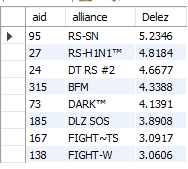 aid alliance Delez
95 RS-SN 5.2346
27 RS-H1N1™ 4.8184
24 DT RS #2 4.6677
315 BFM 4.3388
73 DARK™ 4.1391
185 DLZ SOS 3.8908
167 FIGHT~TS 3.0917
138 FIGHT-W 3.0606